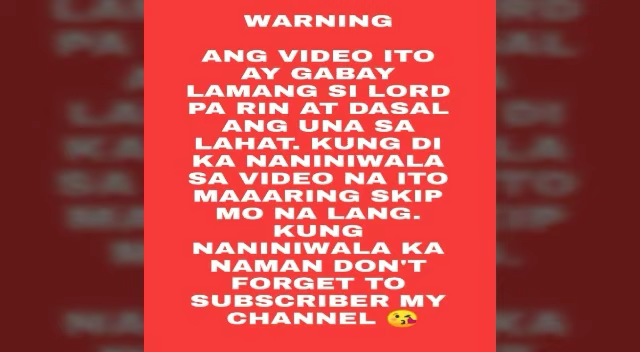 WARNING
ANG VIDEO ITO
AY GABAY
LAMANG SI LORD
PA RIN AT DASAL
ANG UNA SA
LAHAT. KUNG DI
KA NANINIWALA
SA VIDEO NA ITO
MAAARING SKIP
MO NA LANG.
KUNG
NANINIWALA KA
NAMAN DON'T
FORGET TO
SUBSCRIBER MY
CHANNEL 😘